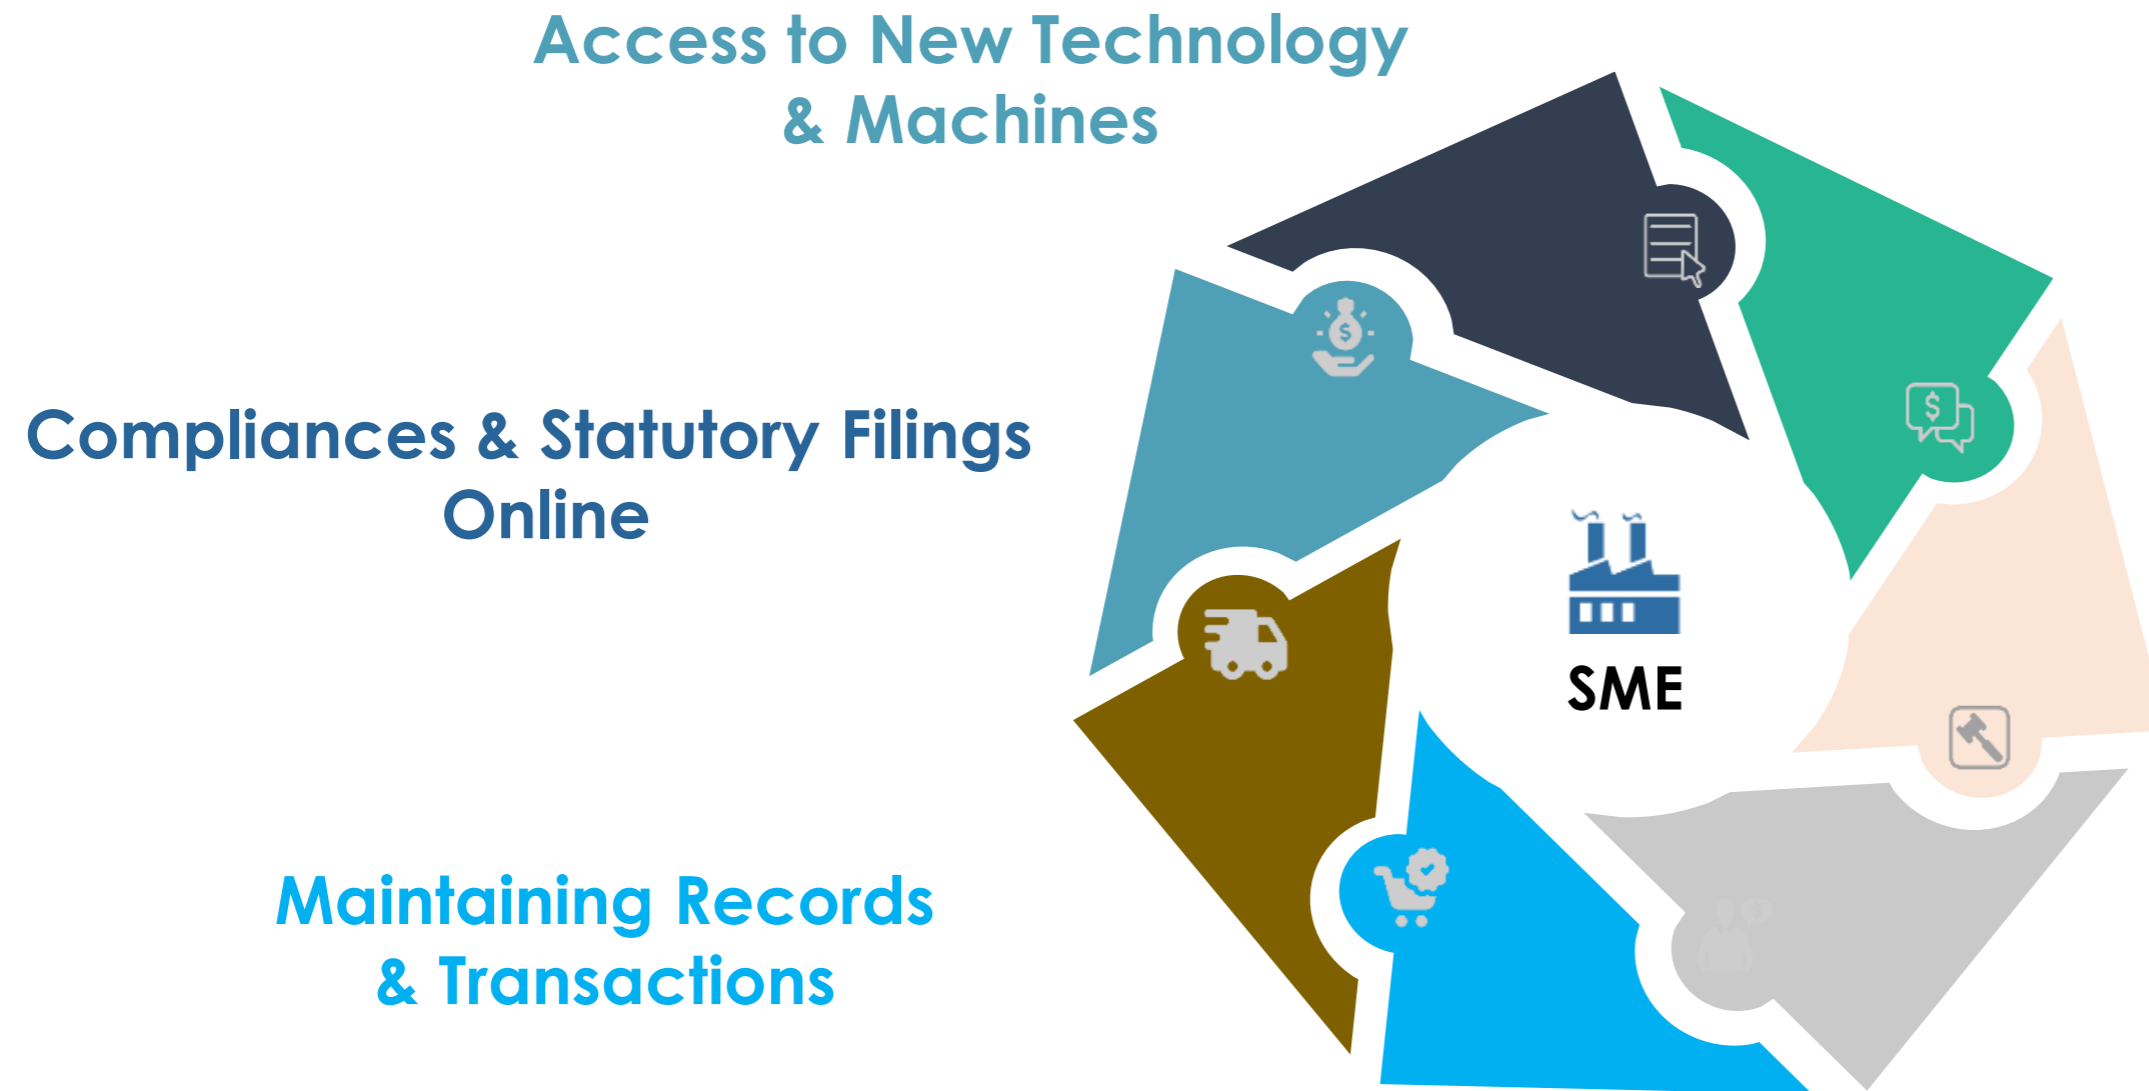 Access to New Technology
& Machines
Compliances & Statutory Filings
Online
SME
Maintaining Records
& Transactions